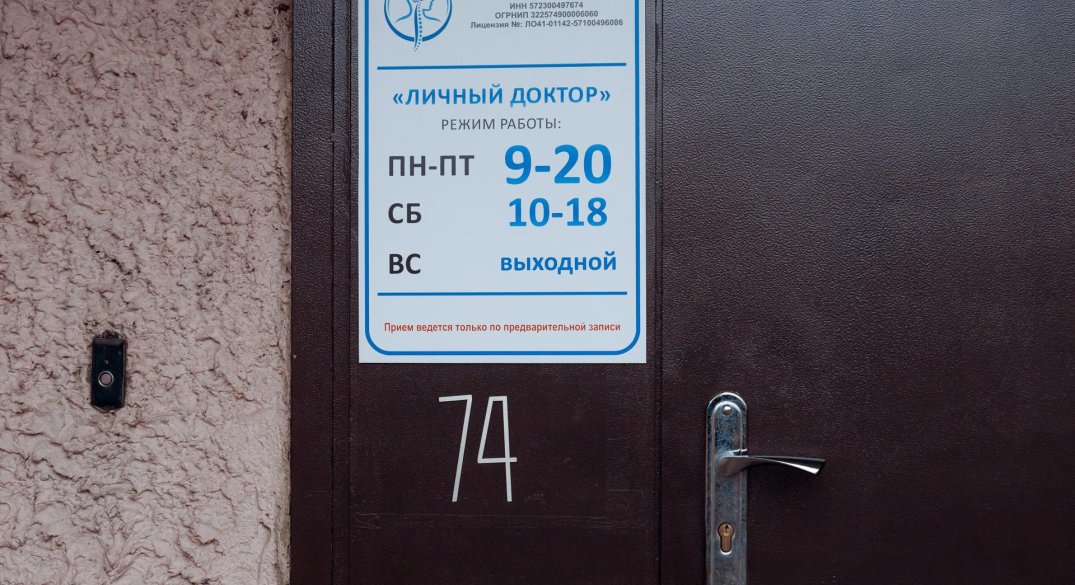 ИНН 572300497674
ОГРНИП 322574900006060
Лицензия №: ЛО41-01142-57100496086
«ЛИЧНЫЙ ДОКТОР»
РЕЖИМ РАБОТЫ:
ПН-ПТ 9-20
СБ 10-18
ВС выходной
Прием ведется только по предварительной записи
74